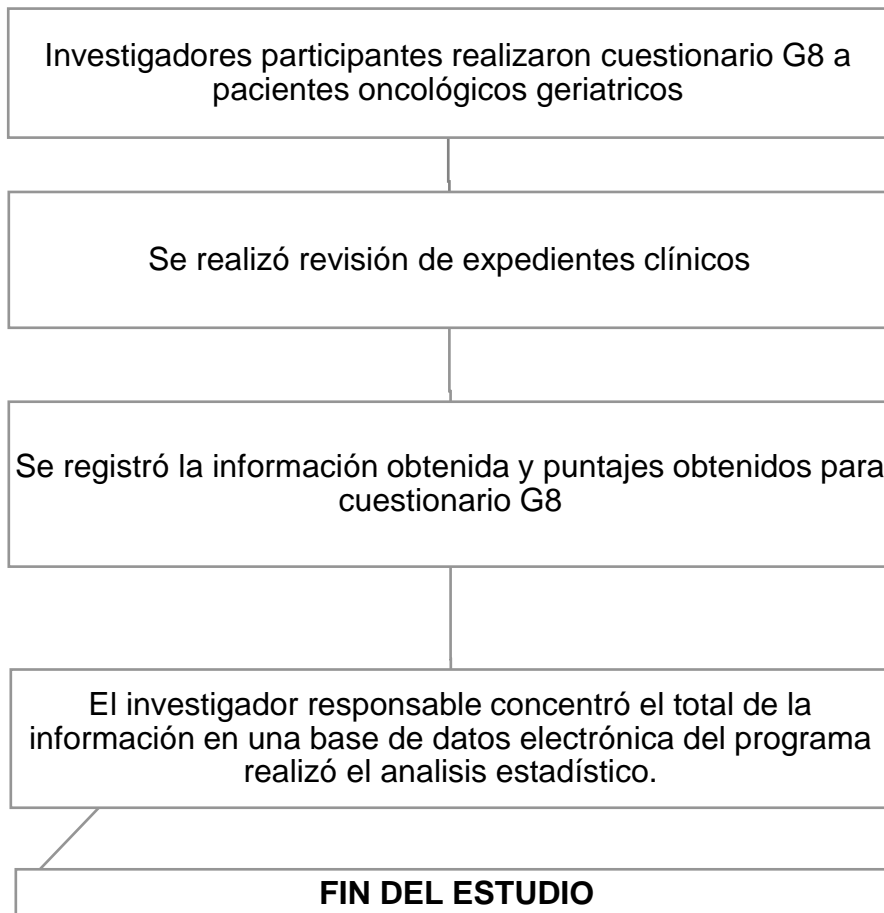 Investigadores participantes realizaron cuestionario G8 a
pacientes oncológicos geriatricos
Se realizó revisión de expedientes clínicos
Se registró la información obtenida y puntajes obtenidos para
cuestionario G8
El investigador responsable concentró el total de la
información en una base de datos electrónica del programa
realizó el analisis estadístico.
FIN DEL ESTUDIO